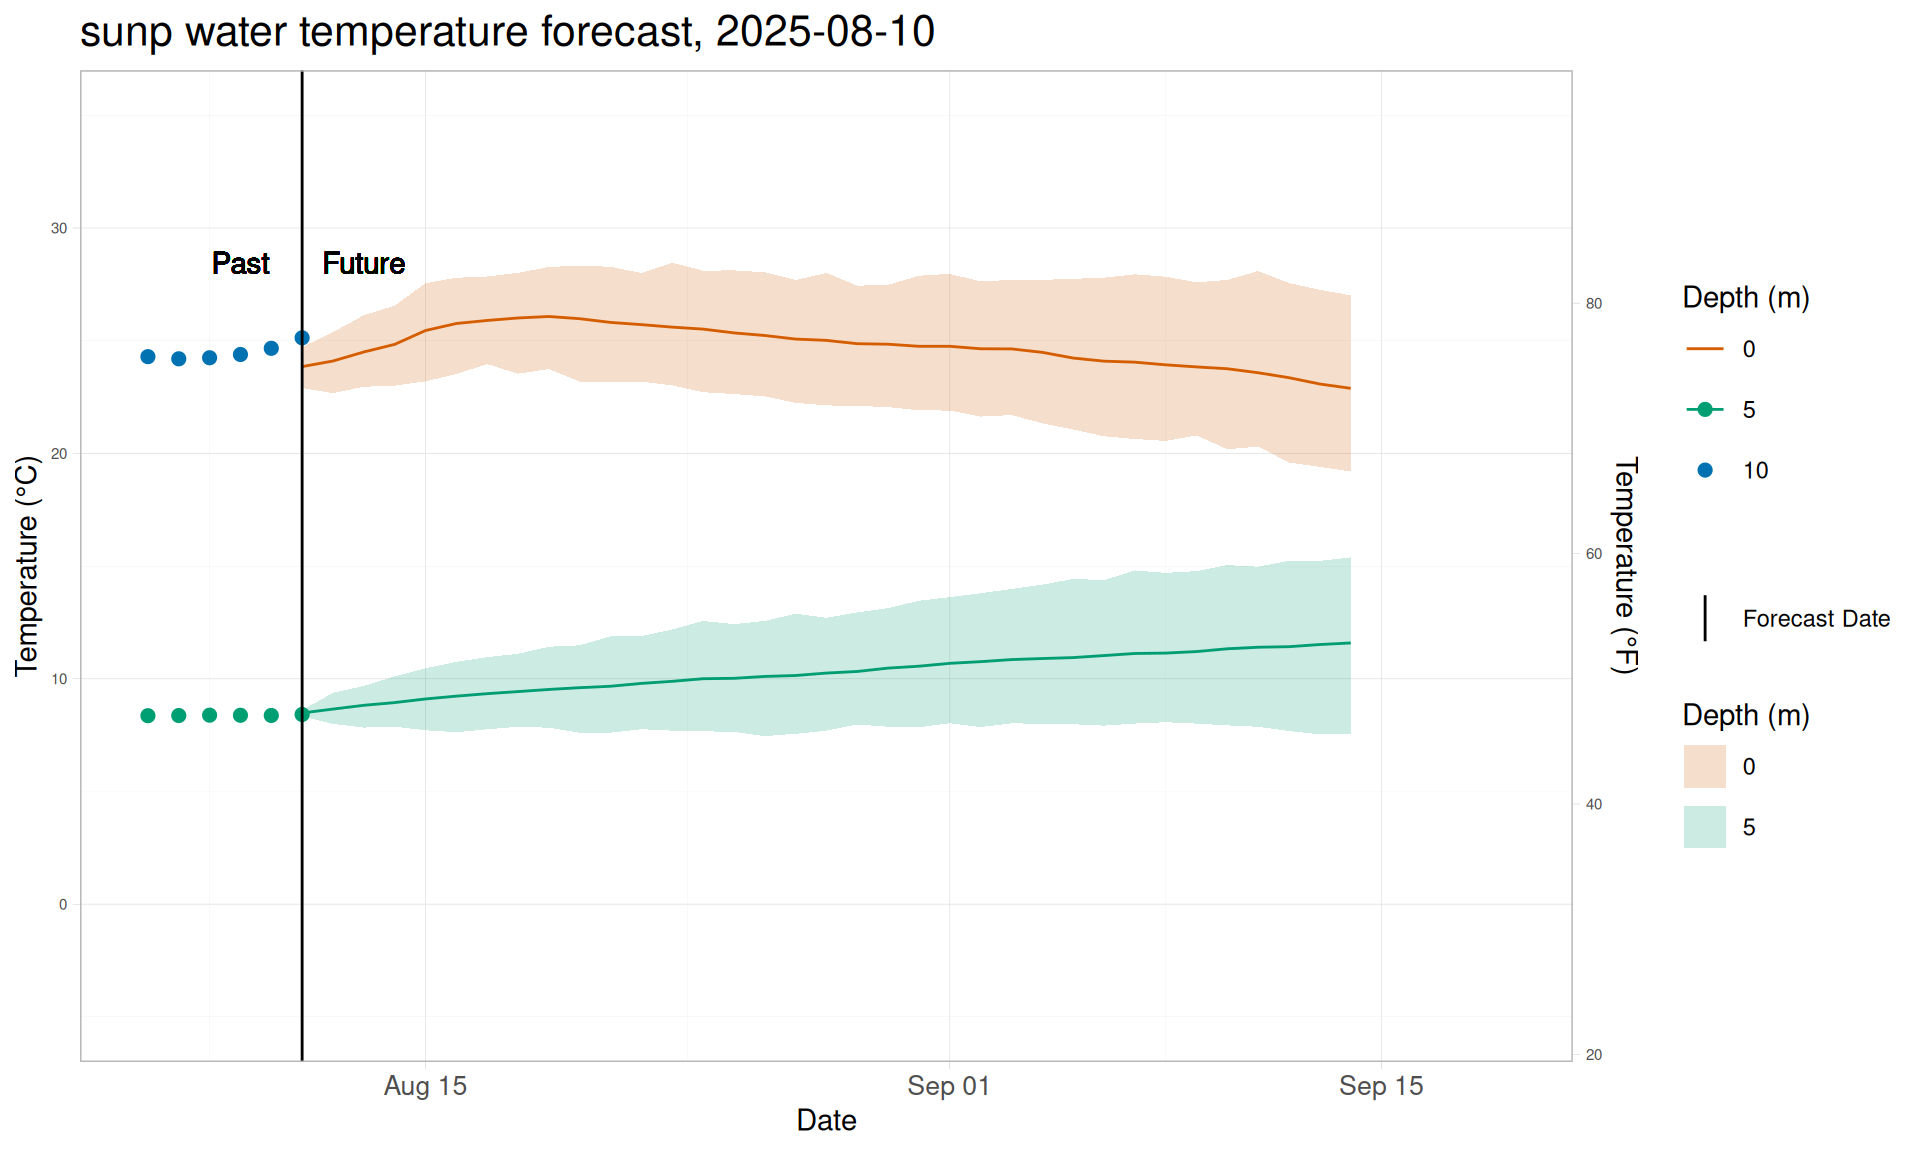 sunp water temperature forecast, 2025-08-10
Past
Future
30
20
10
0
Temperature (°C)
80
60
40
20
Temperature (°F)
Aug 15
Sep 01
Sep 15
Date
Depth (m)
0
5
10
Forecast Date
Depth (m)
0
5